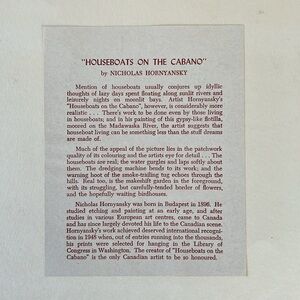 "HOUSEBOATS ON THE CABANO"
by NICHOLAS HORNYANSKY
Mention of houseboats usually conjures up idyllic
thoughts of lazy days spent floating along sunlit rivers and
leisurely nights on moonlit bays. Artist Hornyansky's
"Houseboats on the Cabano", however, is considerably more
realistic . . . There's work to be done even by those living
in houseboats; and in his painting of this gypsy-like flotilla,
moored on the Madawaska River, the artist suggests that
houseboat living can be something less than the stuff dreams
are made of.
Much of the appeal of the picture lies in the patchwork
quality of its colouring and the artists eye for detail . . . The
houseboats are real; the water gurgles and laps softly about
them. The dredging machine bends to its work; and the
warning hoot of the smoke-trailing tug echoes through the
hills. Real too, is the makeshift garden in the foreground,
with its struggling, but carefully-tended border of flowers,
and the hopefully waiting birdhouses.
Nicholas Hornyansky was born in Budapest in 1896. He
studied etching and painting at an early age, and after
studies in various European art centres, came to Canada
and has since largely devoted his life to the Canadian scene.
Hornyansky's work achieved deserved international recogni-
tion in 1948 when, out of entries running into the thousands,
his prints were selected for hanging in the Library of
Congress in Washington. The creator of "Houseboats on the
Cabano" is the only Canadian artist to be so honoured.